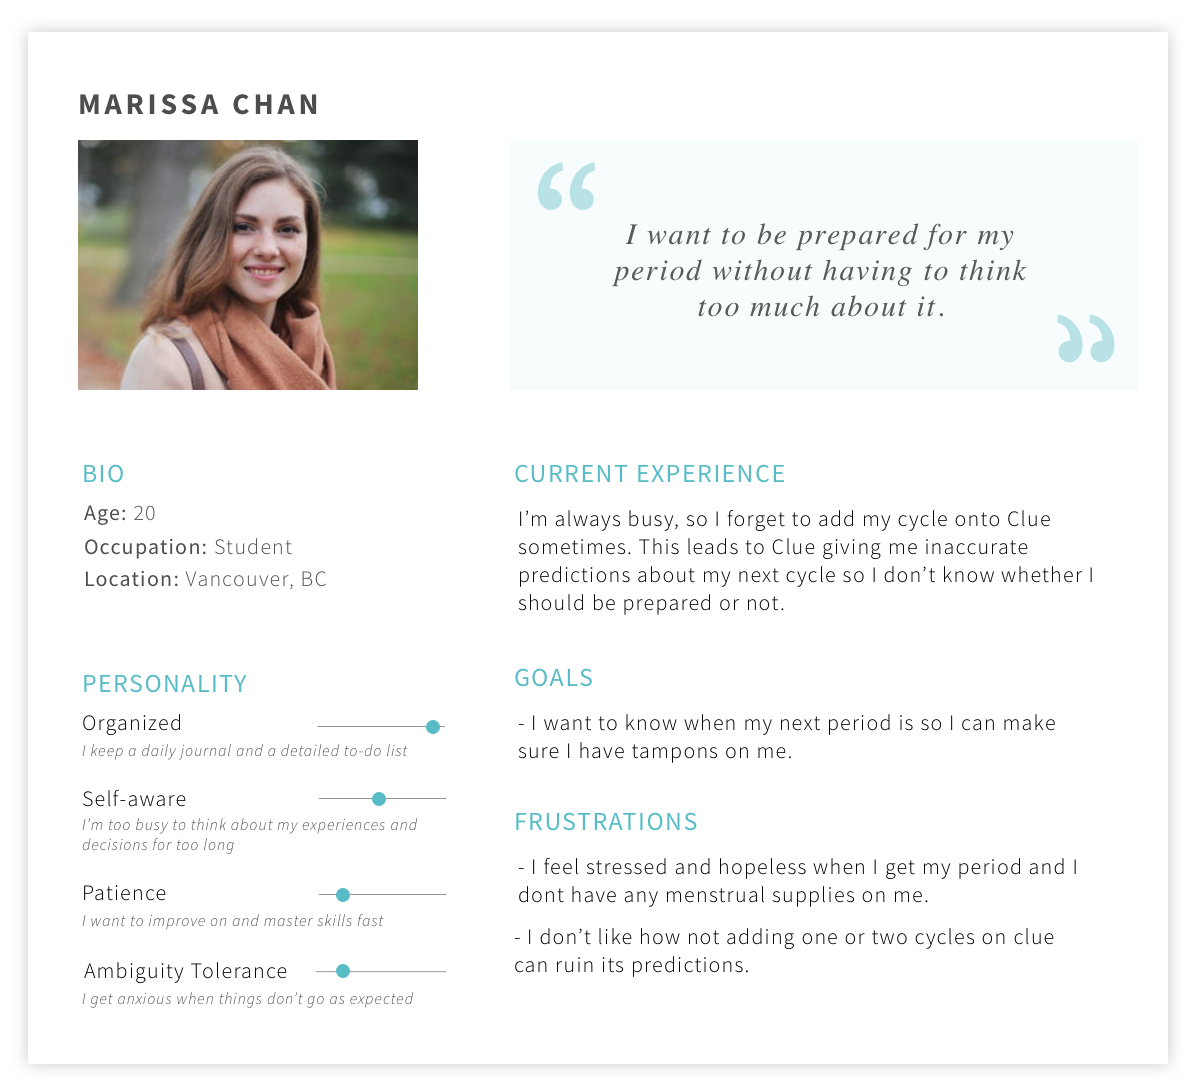 MARISSA CHAN
“
I want to be prepared for my
period without having to think
too much about it.
”
BIO
Age: 20
Occupation: Student
Location: Vancouver, BC
PERSONALITY
Organized
I keep a daily journal and a detailed to-do list
Self-aware
I’m too busy to think about my experiences and
decisions for too long
Patience
I want to improve on and master skills fast
Ambiguity Tolerance
I get anxious when things don’t go as expected
CURRENT EXPERIENCE
I’m always busy, so I forget to add my cycle onto Clue
sometimes. This leads to Clue giving me inaccurate
predictions about my next cycle so I don’t know whether I
should be prepared or not.
GOALS
- I want to know when my next period is so I can make
sure I have tampons on me.
FRUSTRATIONS
- I feel stressed and hopeless when I get my period and I
dont have any menstrual supplies on me.
- I don’t like how not adding one or two cycles on clue
can ruin its predictions.